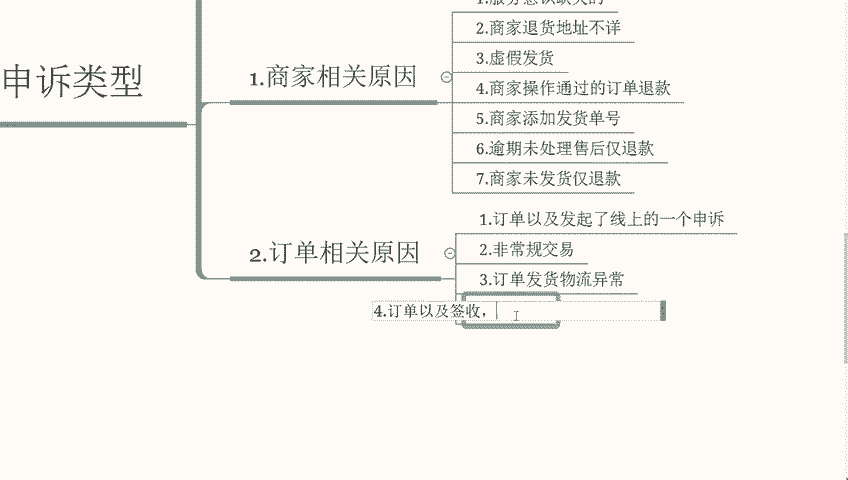 申诉类型
1.商家相关原因
2.商家退货地址不详
3.虚假发货
4.商家操作通过的订单退款
5.商家添加发货单号
6.逾期未处理售后仅退款
7.商家未发货仅退款
2.订单相关原因
1.订单以及发起了线上的一个申诉
2.非常规交易
3.订单发货物流异常
4.订单以及签收，